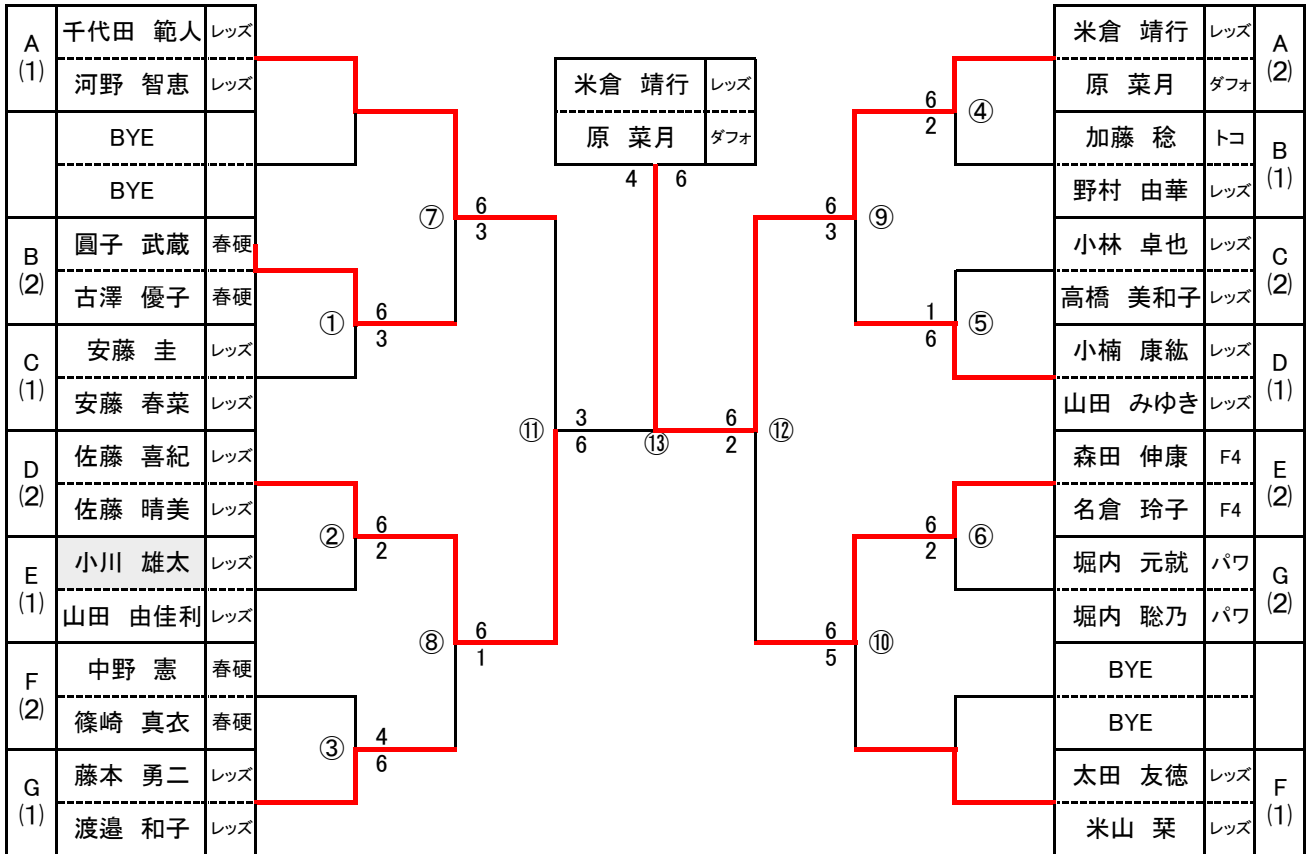 A
(1)
千代田 範人 レッズ
河野 智恵 レッズ
BYE
BYE
B
(2)
圓子 武蔵 春硬
古澤 優子 春硬
C
(1)
安藤 圭 レッズ
安藤 春菜 レッズ
D
(2)
佐藤 喜紀 レッズ
佐藤 晴美 レッズ
E
(1)
小川 雄太 レッズ
山田 由佳利 レッズ
F
(2)
中野 憲 春硬
篠崎 真衣 春硬
G
(1)
藤本 勇二 レッズ
渡邉 和子 レッズ
① 6
3
② 6
2
③ 4
6
⑦ 6
3
⑧ 6
1
⑪ 3
6
米倉 靖行 レッズ
原 菜月 ダフォ
4 6
⑬
6 ⑫
2
6 ⑨
3
6 ⑩
5
6 ④
2
1 ⑤
6
6 ⑥
2
米倉 靖行 レッズ
原 菜月 ダフォ
A
(2)
加藤 稔 トコ
野村 由華 レッズ
B
(1)
小林 卓也 レッズ
高橋 美和子 レッズ
C
(2)
小楠 康紘 レッズ
山田 みゆき レッズ
D
(1)
森田 伸康 F4
名倉 玲子 F4
E
(2)
堀内 元就 パワ
堀内 聡乃 パワ
G
(2)
BYE
BYE
太田 友徳 レッズ
米山 栞 レッズ
F
(1)